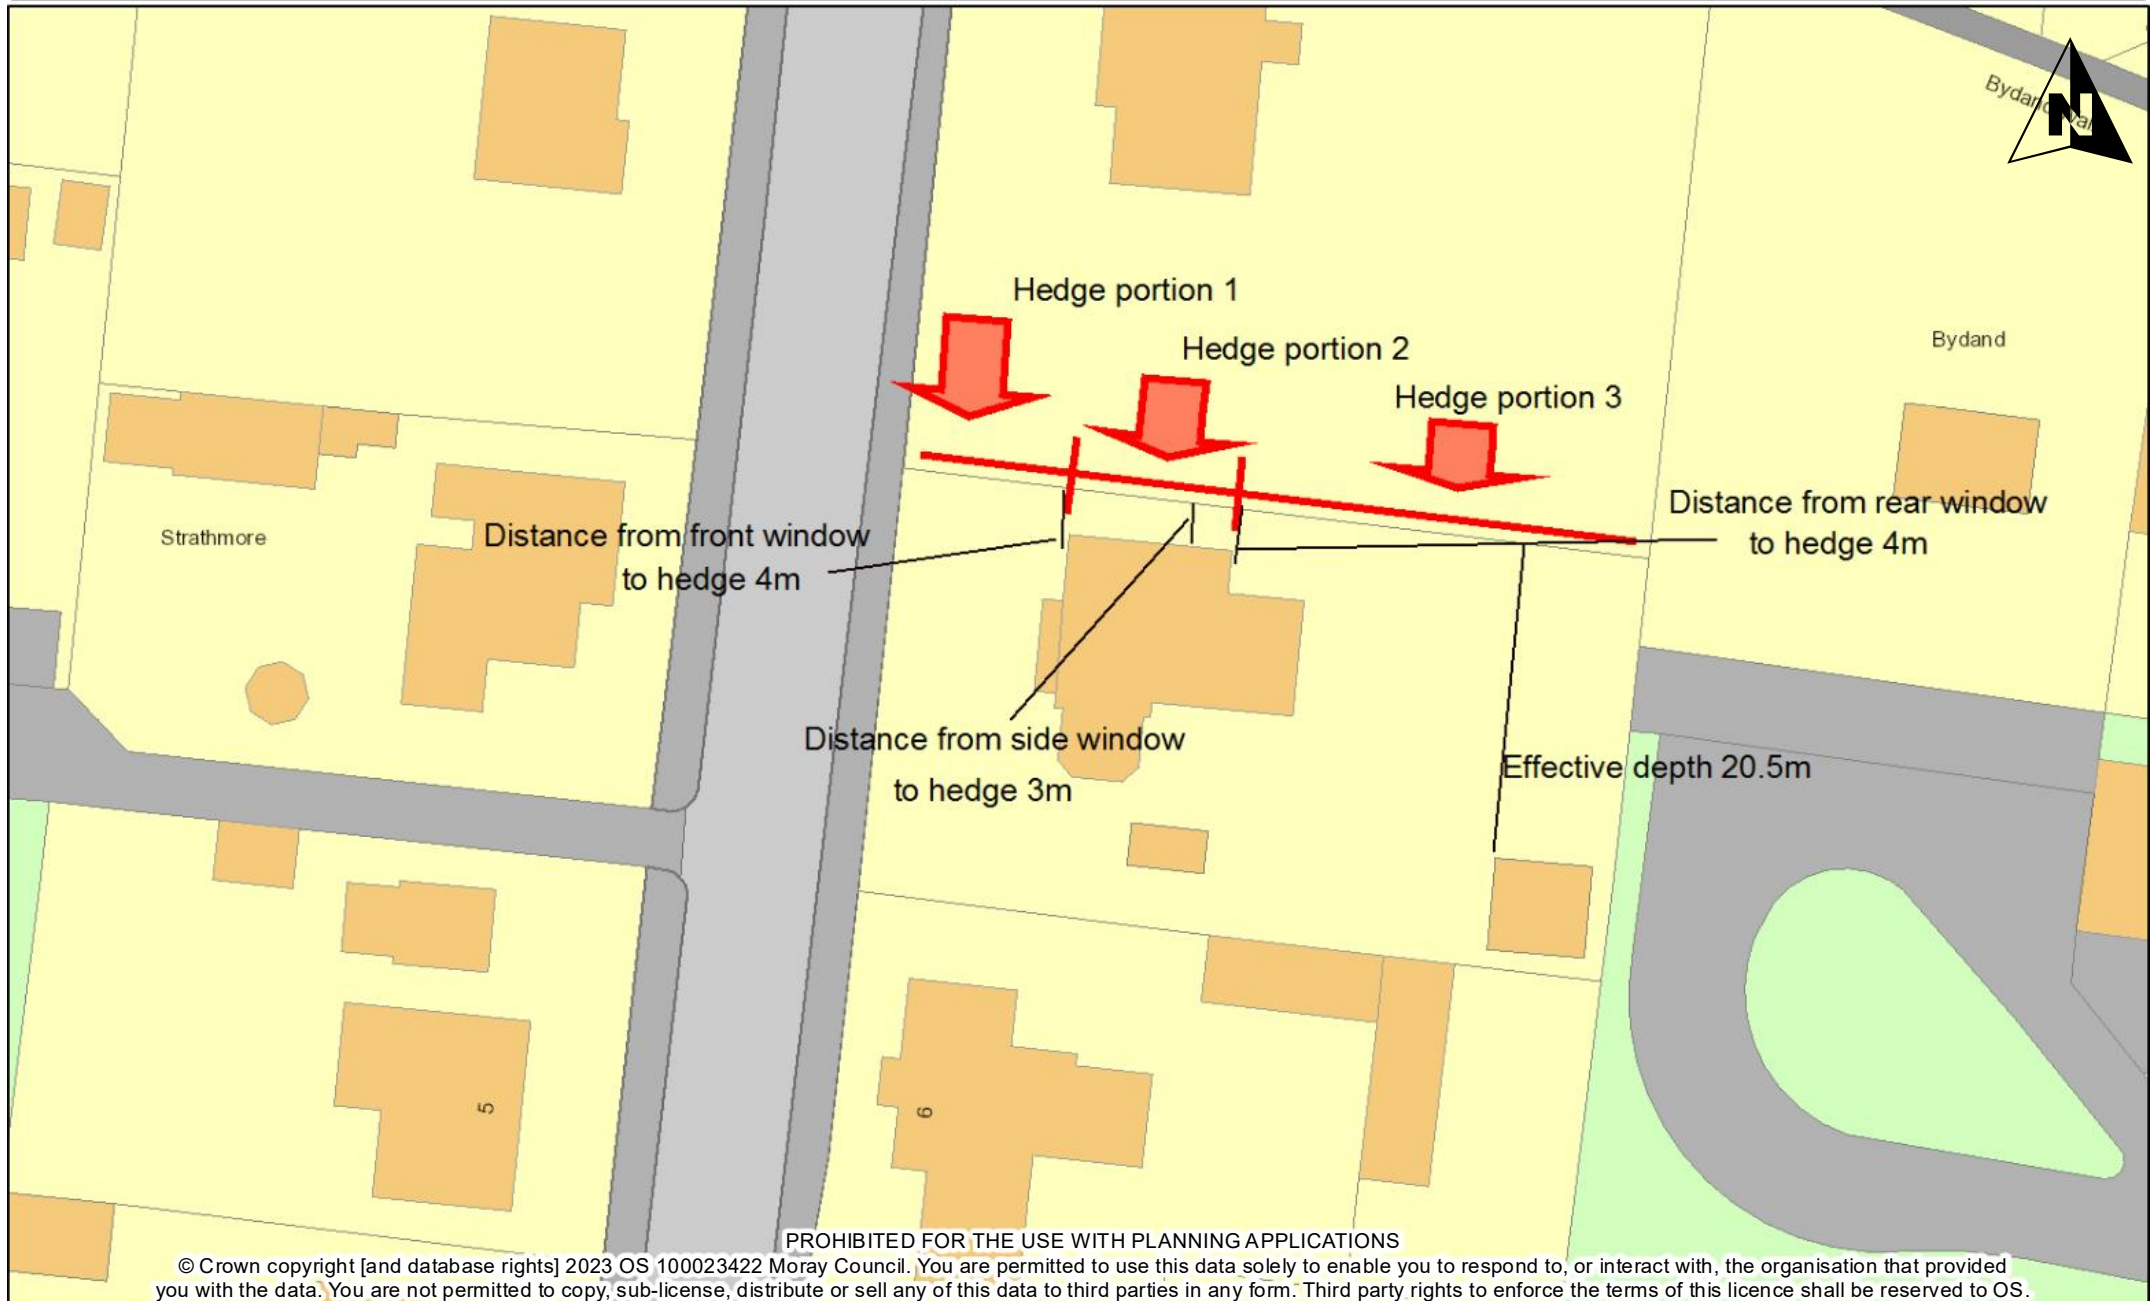 Bydand
N
Hedge portion 1
Hedge portion 2
Bydand
Hedge portion 3
Distance from rear window
to hedge 4m
Strathmore
Distance from front window
to hedge 4m
Distance from side window
to hedge 3m
Effective depth 20.5m
5
6
PROHIBITED FOR THE USE WITH PLANNING APPLICATIONS
© Crown copyright [and database rights] 2023 OS 100023422 Moray Council. You are permitted to use this data solely to enable you to respond to, or interact with, the organisation that provided
you with the data. You are not permitted to copy, sub-license, distribute or sell any of this data to third parties in any form. Third party rights to enforce the terms of this licence shall be reserved to OS.